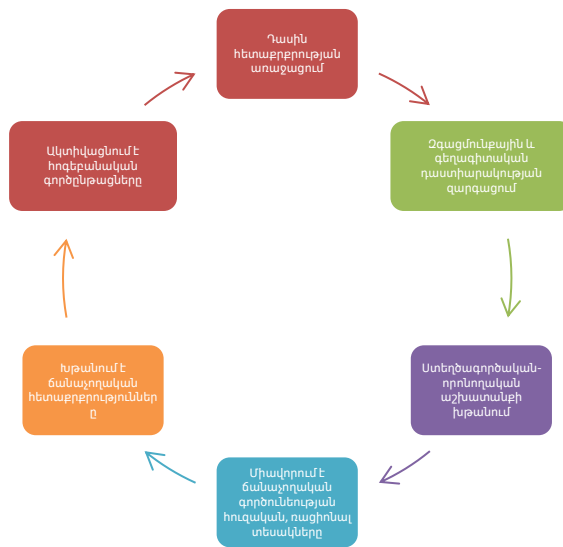 Դասին
հետաքրքրության
առաջացում
Զգացմունքային և
գեղագիտական
դաստիարակության
զարգացում
Ստեղծագործական-
որոնողական
աշխատանքի
խթանում
Միավորում է
ճանաչողական
գործունեության
հուզական, ռացիոնալ
տեսակները
Խթանում է
ճանաչողական
հետաքրքրություններ
ը
Ակտիվացնում է
հոգեբանական
գործընթացները